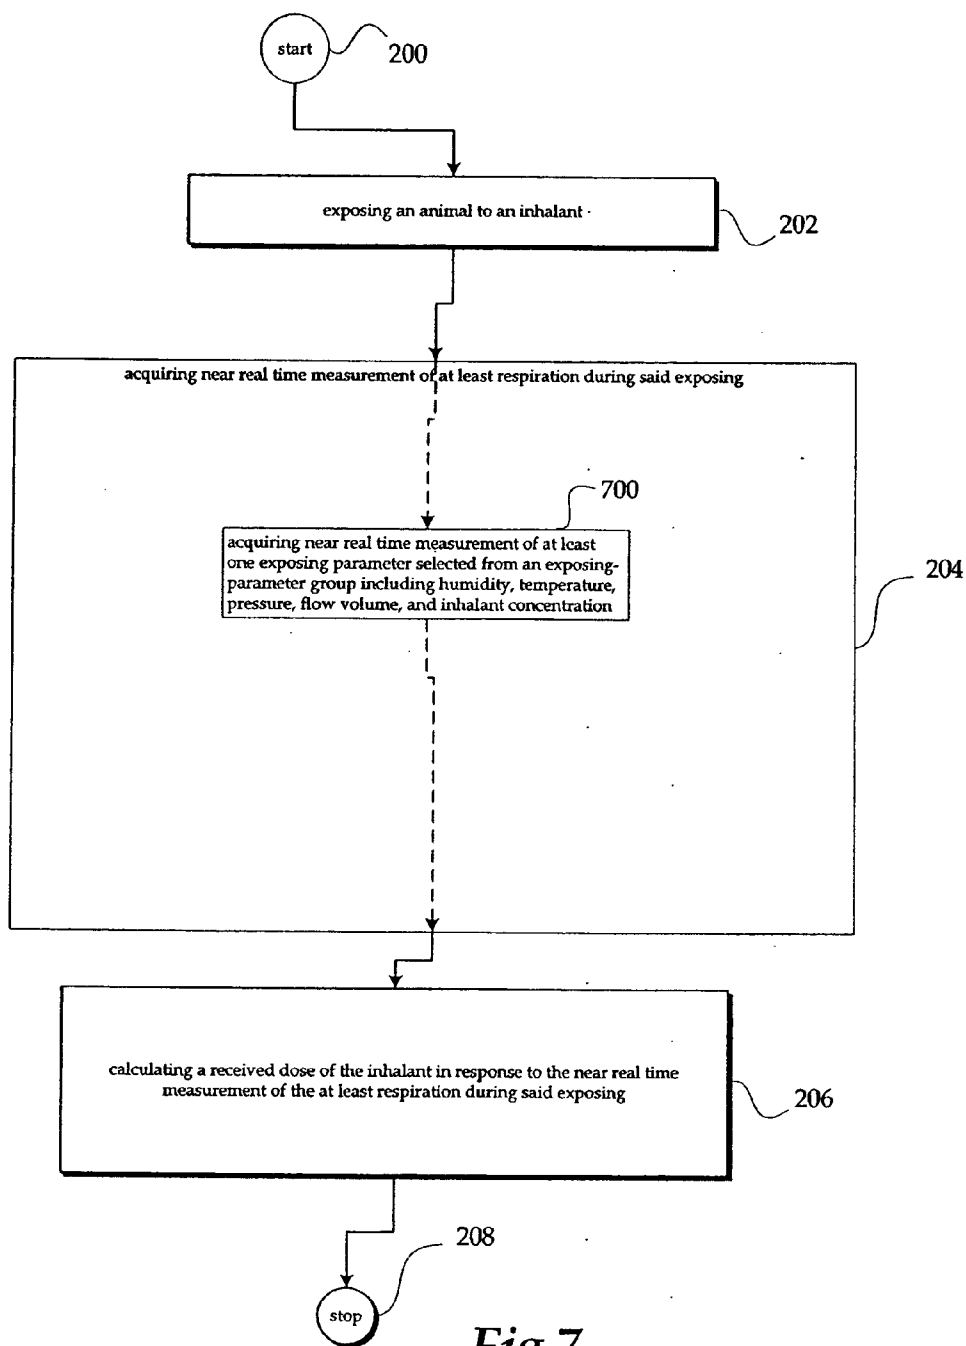 start
200
exposing an animal to an inhalant
202
acquiring near real time measurement of at least respiration during said exposing
700
acquiring near real time measurement of at least
one exposing parameter selected from an exposing-
parameter group including humidity, temperature,
pressure, flow volume, and inhalant concentration
204
calculating a received dose of the inhalant in response to the near real time
measurement of the at least respiration during said exposing
206
208
stop
Fig 7